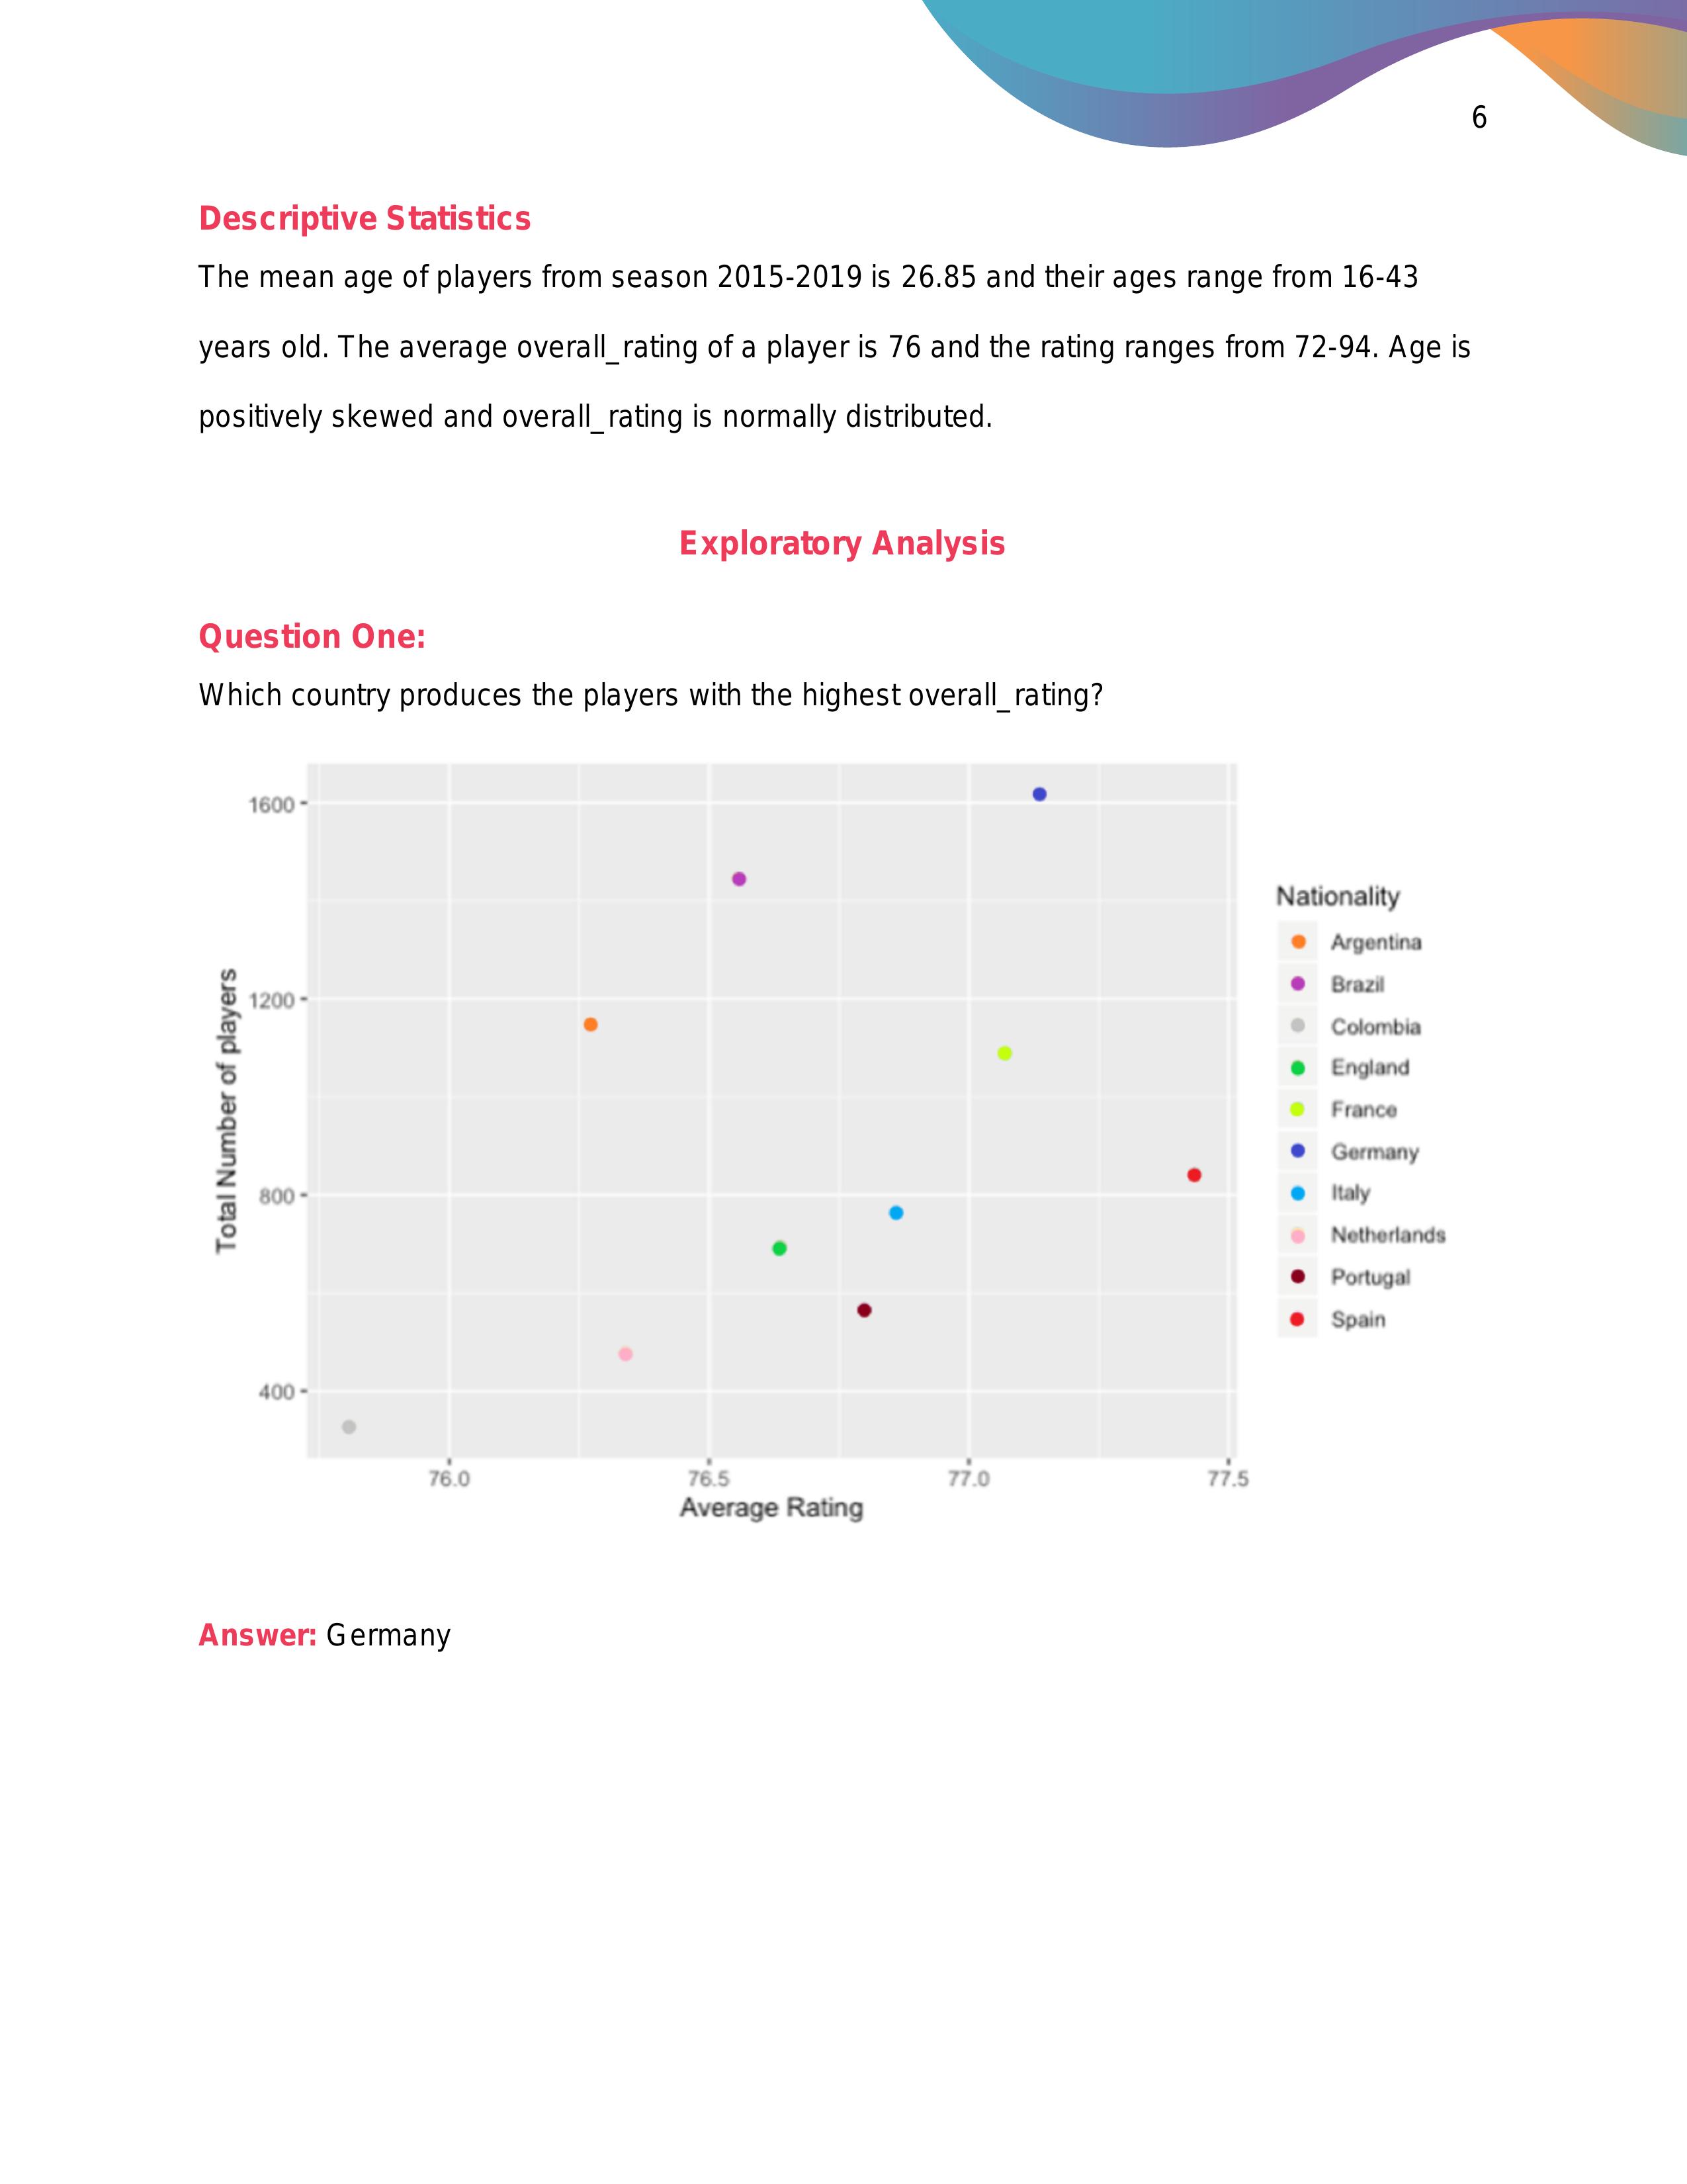 6
Descriptive Statistics
The mean age of players from season 2015-2019 is 26.85 and their ages range from 16-43
years old. The average overall_rating of a player is 76 and the rating ranges from 72-94. Age is
positively skewed and overall_rating is normally distributed.
Exploratory Analysis
Question One:
Which country produces the players with the highest overall_rating?
1600
1200
800
400
Total Number of players
76.0 76.5 77.0 77.5
Average Rating
Nationality
Argentina
Brazil
Colombia
England
France
Germany
Italy
Netherlands
Portugal
Spain
Answer: Germany